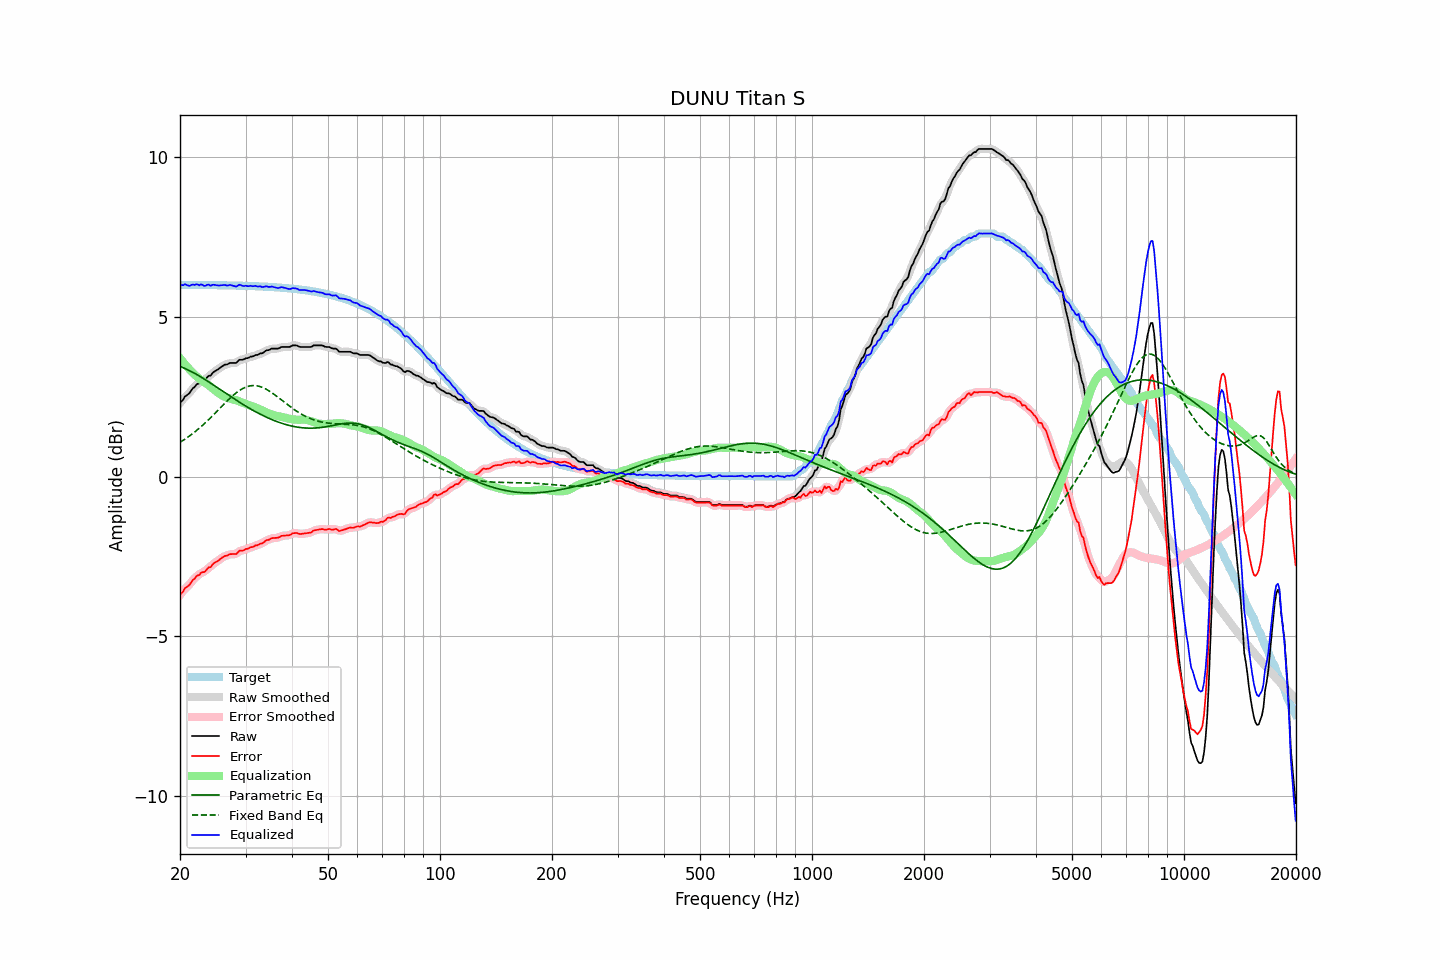 DUNU Titan S
Amplitude (dBr)
10
5
0
−5
−10
Target
Raw Smoothed
Error Smoothed
Raw
Error
Equalization
Parametric Eq
Fixed Band Eq
Equalized
20 50 100 200 500 1000 2000 5000 10000 20000
Frequency (Hz)